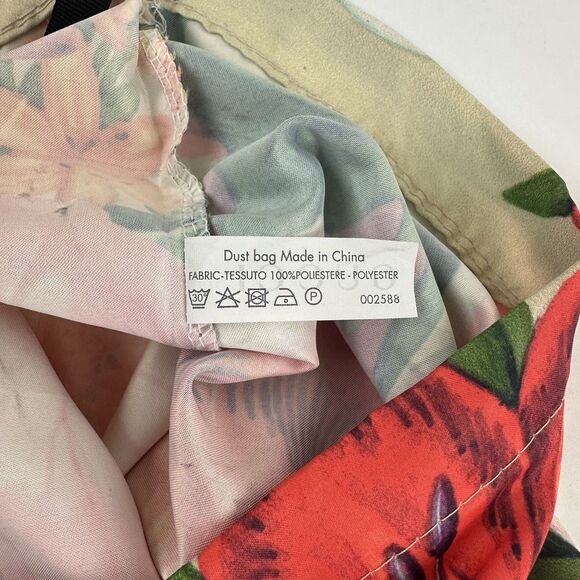 Dust bag Made in China
FABRIC-TESSUTO 100%POLIESTERE - POLYESTER
30° P 002588